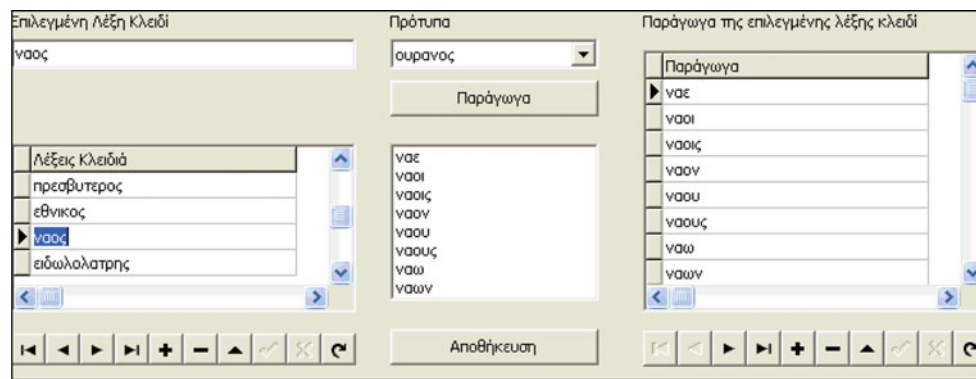 Επιλεγμένη Λέξη Κλειδί
ναος
Λέξεις Κλειδιά
πρεσβυτερος
εθνικος
ναος
ειδωλολατρης
Πρότυπα
ουρανος
Παράγωγα
ναε
ναοι
ναοις
ναον
ναου
ναους
ναω
ναων
Αποθήκευση
Παράγωγα της επιλεγμένης λέξης κλειδί
Παράγωγα
ναε
ναοι
ναοις
ναον
ναου
ναους
ναω
ναων